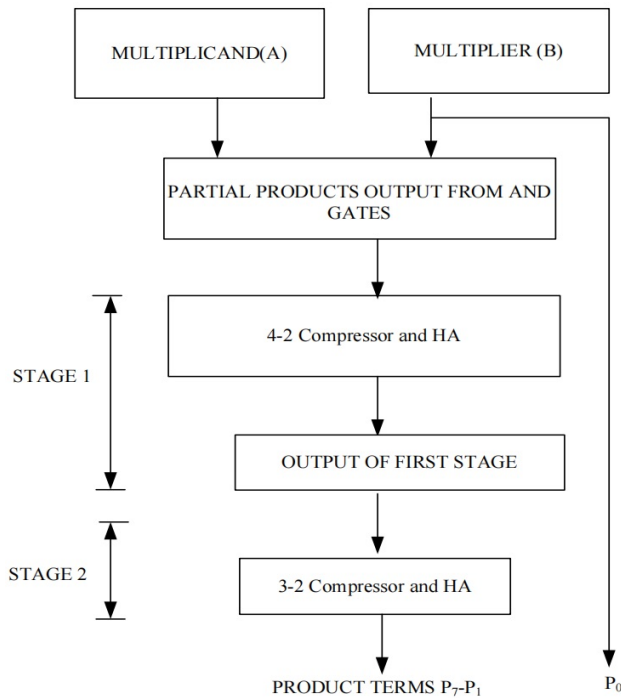 MULTIPLICAND(A)
MULTIPLIER (B)
PARTIAL PRODUCTS OUTPUT FROM AND
GATES
4-2 Compressor and HA
STAGE 1
OUTPUT OF FIRST STAGE
STAGE 2
3-2 Compressor and HA
PRODUCT TERMS P₇-P₁
P₀